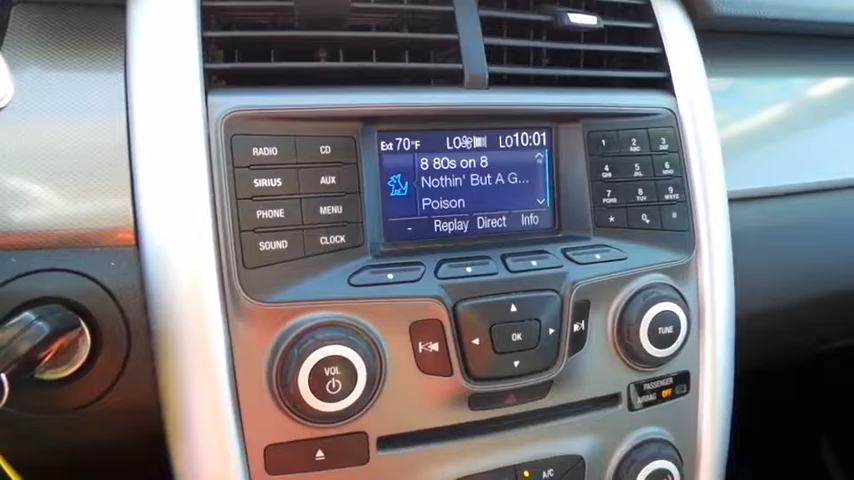 Ext 70°F LO LO 10:01
8 80s on 8
Nothin' But A G...
Poison
- Replay Direct Info
RADIO CD
SIRIUS AUX
PHONE MENU
SOUND CLOCK
1 2 ABC 3 DEF
4 GHI 5 JKL 6 MNO
7 PQRS 8 TUV 9 WXYZ
* 0 #
VOL
OK
TUNE
PASSENGER
AIRBAG OFF
A/C